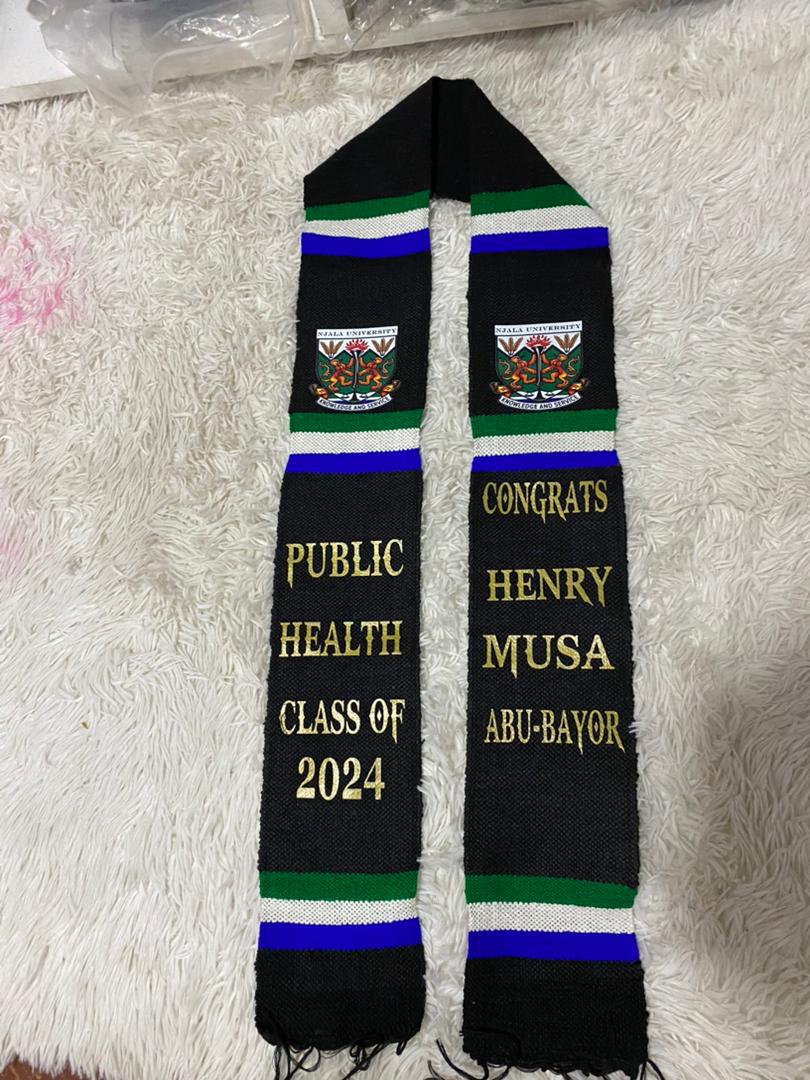 NJALA UNIVERSITY
KNOWLEDGE AND SERVICE
PUBLIC
HEALTH
CLASS OF
2024
NJALA UNIVERSITY
KNOWLEDGE AND SERVICE
CONGRATS
HENRY
MUSA
ABU-BAYOR